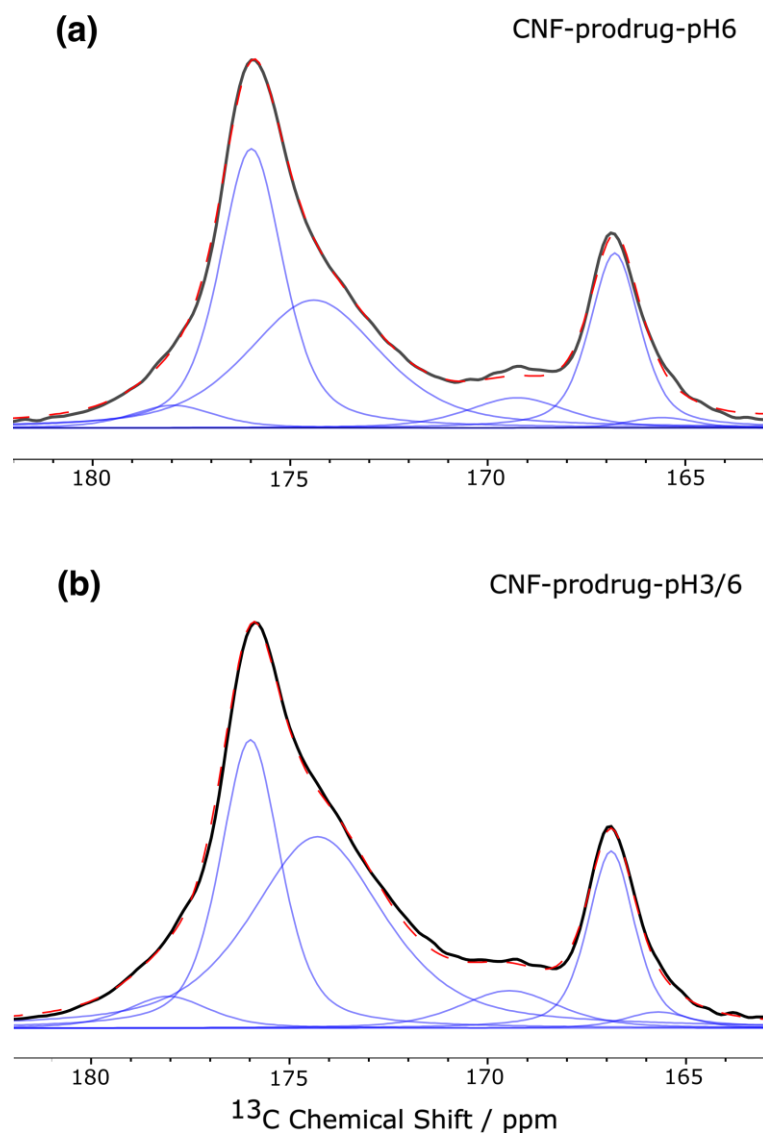 (a) CNF-prodrug-pH6
180 175 170 165
(b) CNF-prodrug-pH3/6
180 175 170 165
¹³C Chemical Shift / ppm